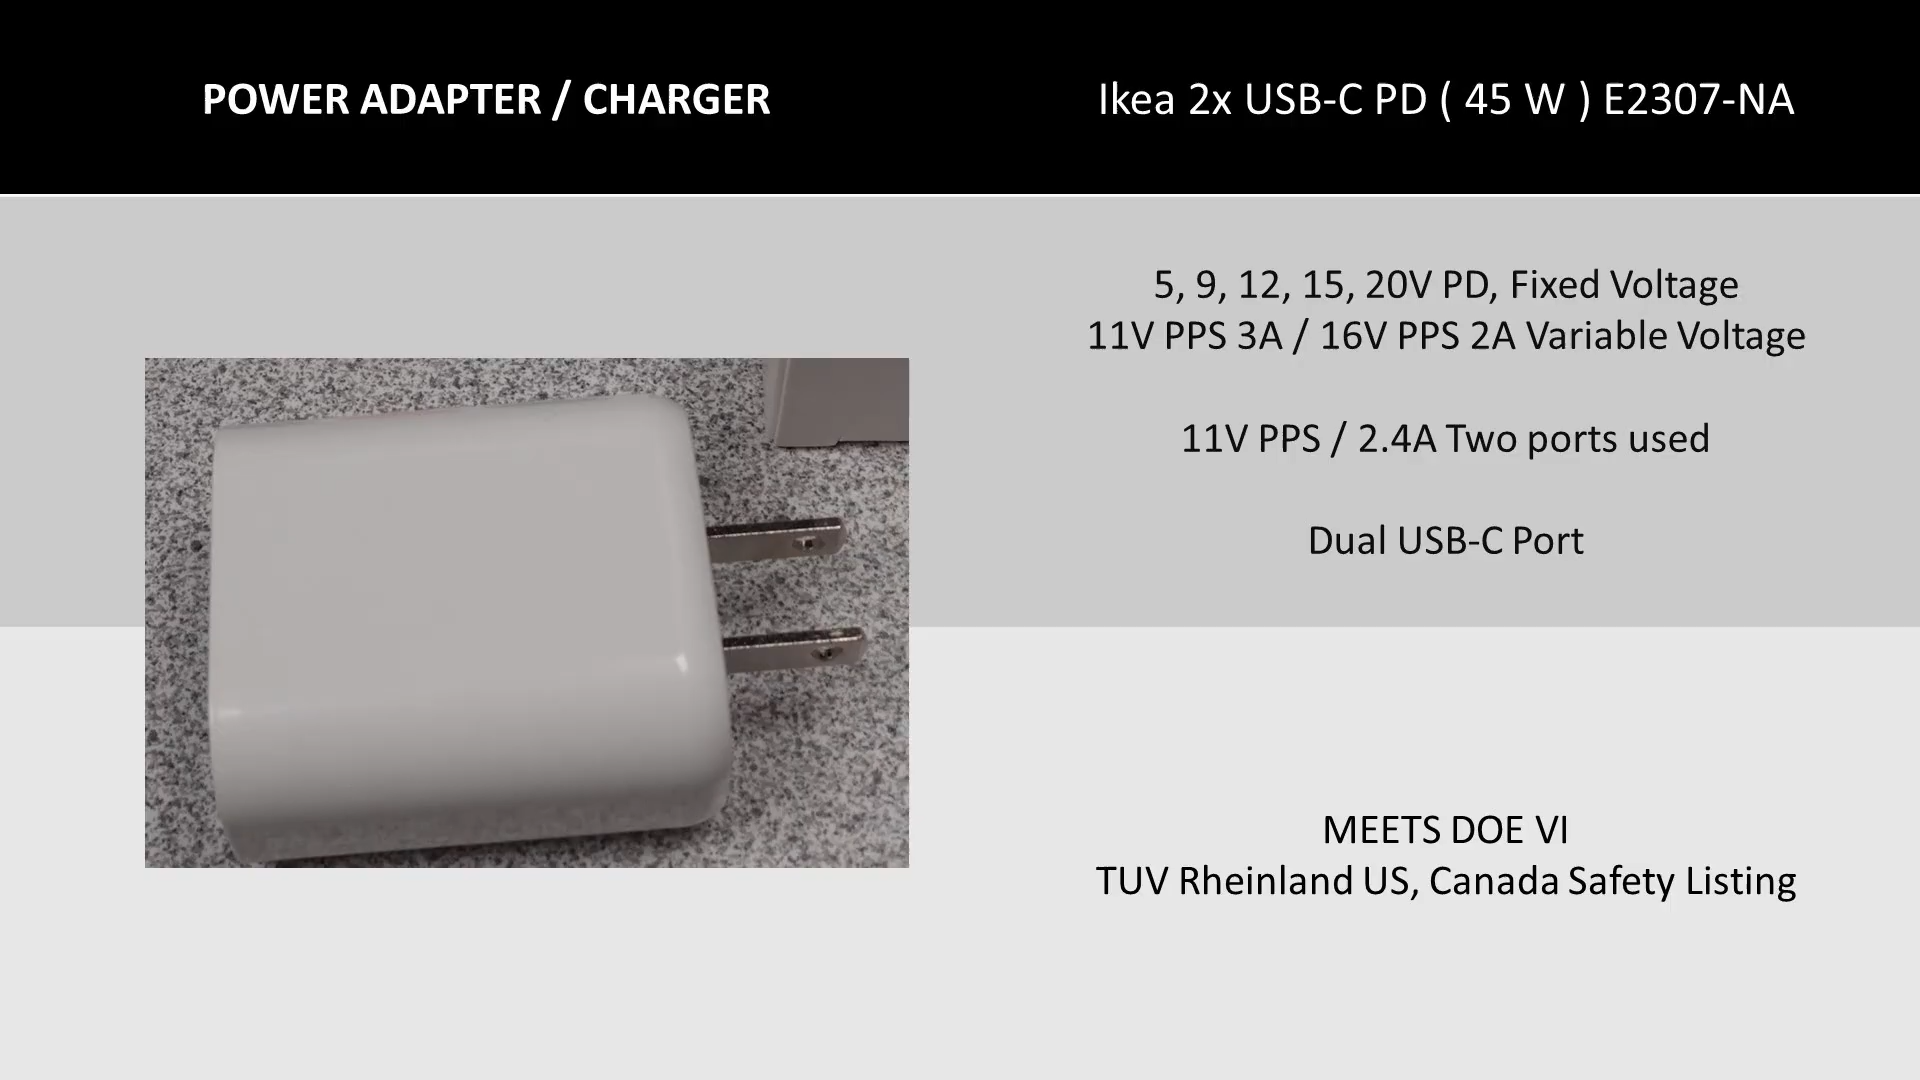 POWER ADAPTER / CHARGER
Ikea 2x USB-C PD ( 45 W ) E2307-NA
5, 9, 12, 15, 20V PD, Fixed Voltage
11V PPS 3A / 16V PPS 2A Variable Voltage
11V PPS / 2.4A Two ports used
Dual USB-C Port
MEETS DOE VI
TUV Rheinland US, Canada Safety Listing